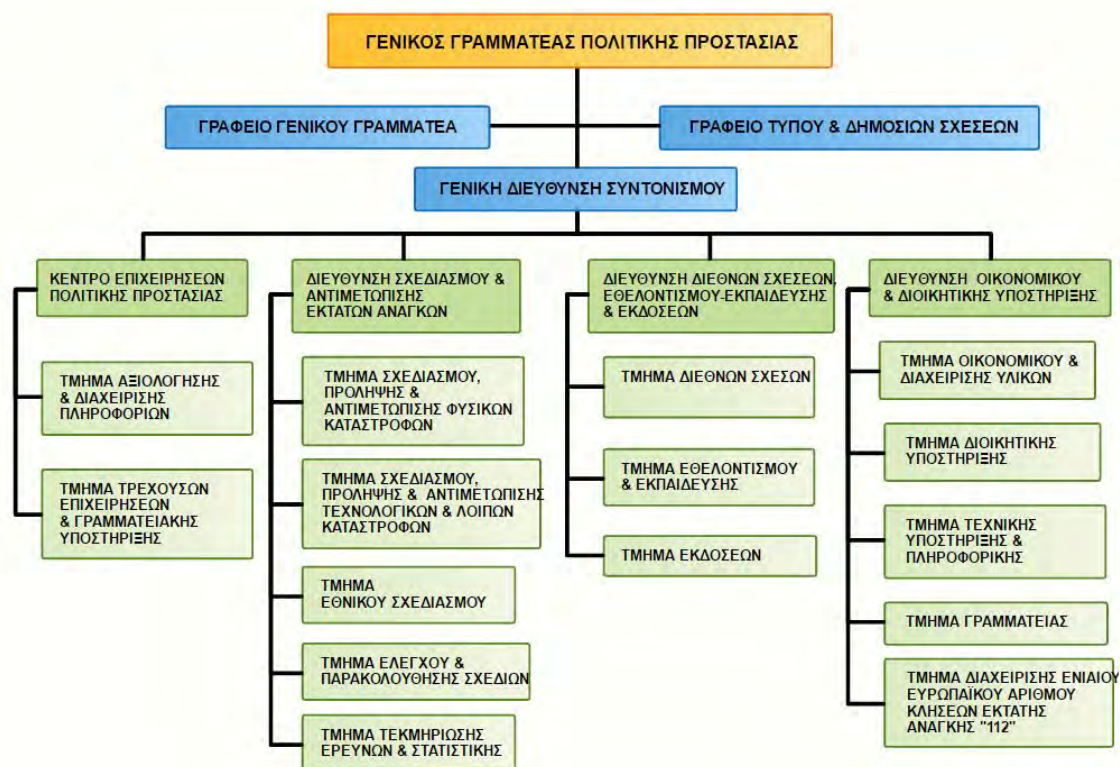 ΓΕΝΙΚΟΣ ΓΡΑΜΜΑΤΕΑΣ ΠΟΛΙΤΙΚΗΣ ΠΡΟΣΤΑΣΙΑΣ
ΓΡΑΦΕΙΟ ΓΕΝΙΚΟΥ ΓΡΑΜΜΑΤΕΑ
ΓΡΑΦΕΙΟ ΤΥΠΟΥ & ΔΗΜΟΣΙΩΝ ΣΧΕΣΕΩΝ
ΓΕΝΙΚΗ ΔΙΕΥΘΥΝΣΗ ΣΥΝΤΟΝΙΣΜΟΥ
ΚΕΝΤΡΟ ΕΠΙΧΕΙΡΗΣΕΩΝ
ΠΟΛΙΤΙΚΗΣ ΠΡΟΣΤΑΣΙΑΣ
ΤΜΗΜΑ ΑΞΙΟΛΟΓΗΣΗΣ
& ΔΙΑΧΕΙΡΙΣΗΣ
ΠΛΗΡΟΦΟΡΙΩΝ
ΤΜΗΜΑ ΤΡΕΧΟΥΣΩΝ
ΕΠΙΧΕΙΡΗΣΕΩΝ
& ΓΡΑΜΜΑΤΕΙΑΚΗΣ
ΥΠΟΣΤΗΡΙΞΗΣ
ΔΙΕΥΘΥΝΣΗ ΣΧΕΔΙΑΣΜΟΥ &
ΑΝΤΙΜΕΤΩΠΙΣΗΣ
ΕΚΤΑΤΩΝ ΑΝΑΓΚΩΝ
ΤΜΗΜΑ ΣΧΕΔΙΑΣΜΟΥ,
ΠΡΟΛΗΨΗΣ &
ΑΝΤΙΜΕΤΩΠΙΣΗΣ ΦΥΣΙΚΩΝ
ΚΑΤΑΣΤΡΟΦΩΝ
ΤΜΗΜΑ ΣΧΕΔΙΑΣΜΟΥ,
ΠΡΟΛΗΨΗΣ & ΑΝΤΙΜΕΤΩΠΙΣΗΣ
ΤΕΧΝΟΛΟΓΙΚΩΝ & ΛΟΙΠΩΝ
ΚΑΤΑΣΤΡΟΦΩΝ
ΤΜΗΜΑ
ΕΘΝΙΚΟΥ ΣΧΕΔΙΑΣΜΟΥ
ΤΜΗΜΑ ΕΛΕΓΧΟΥ &
ΠΑΡΑΚΟΛΟΥΘΗΣΗΣ ΣΧΕΔΙΩΝ
ΤΜΗΜΑ ΤΕΚΜΗΡΙΩΣΗΣ
ΕΡΕΥΝΩΝ & ΣΤΑΤΙΣΤΙΚΗΣ
ΔΙΕΥΘΥΝΣΗ ΔΙΕΘΝΩΝ ΣΧΕΣΕΩΝ,
ΕΘΕΛΟΝΤΙΣΜΟΥ-ΕΚΠΑΙΔΕΥΣΗΣ
& ΕΚΔΟΣΕΩΝ
ΤΜΗΜΑ ΔΙΕΘΝΩΝ ΣΧΕΣΩΝ
ΤΜΗΜΑ ΕΘΕΛΟΝΤΙΣΜΟΥ
& ΕΚΠΑΙΔΕΥΣΗΣ
ΤΜΗΜΑ ΕΚΔΟΣΕΩΝ
ΔΙΕΥΘΥΝΣΗ ΟΙΚΟΝΟΜΙΚΟΥ
& ΔΙΟΙΚΗΤΙΚΗΣ ΥΠΟΣΤΗΡΙΞΗΣ
ΤΜΗΜΑ ΟΙΚΟΝΟΜΙΚΟΥ &
ΔΙΑΧΕΙΡΙΣΗΣ ΥΛΙΚΩΝ
ΤΜΗΜΑ ΔΙΟΙΚΗΤΙΚΗΣ
ΥΠΟΣΤΗΡΙΞΗΣ
ΤΜΗΜΑ ΤΕΧΝΙΚΗΣ
ΥΠΟΣΤΗΡΙΞΗΣ &
ΠΛΗΡΟΦΟΡΙΚΗΣ
ΤΜΗΜΑ ΓΡΑΜΜΑΤΕΙΑΣ
ΤΜΗΜΑ ΔΙΑΧΕΙΡΙΣΗΣ ΕΝΙΑΙΟΥ
ΕΥΡΩΠΑΪΚΟΥ ΑΡΙΘΜΟΥ
ΚΛΗΣΕΩΝ ΕΚΤΑΤΗΣ
ΑΝΑΓΚΗΣ "112"